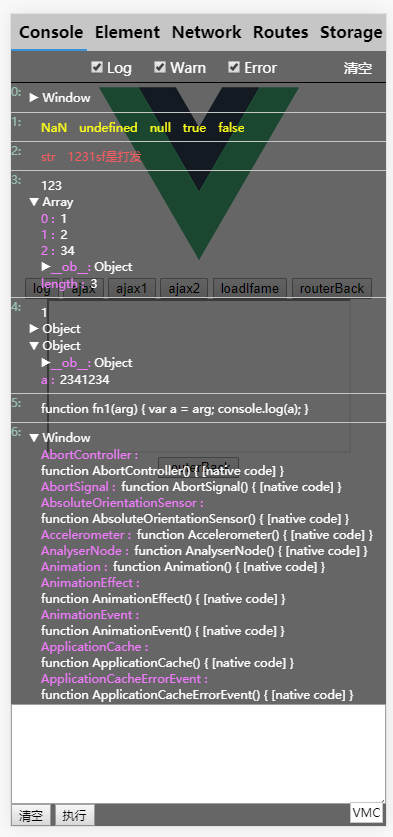 Console Element Network Routes Storage
Log Warn Error 清空
0: ▶ Window
1: NaN undefined null true false
2: str 1231sf是打发
3: 123
▼ Array
0 : 1
1 : 2
2 : 34
▶__ob__: Object
length : 3
log ajax ajax1 ajax2 loadIfame routerBack
4: 1
▶ Object
▼ Object
▶__ob__: Object
a : 2341234
5: function fn1(arg) { var a = arg; console.log(a); }
6: ▼ Window
AbortController :
function AbortController() { [native code] }
routerBack
AbortSignal : function AbortSignal() { [native code] }
AbsoluteOrientationSensor :
function AbsoluteOrientationSensor() { [native code] }
Accelerometer : function Accelerometer() { [native code] }
AnalyserNode : function AnalyserNode() { [native code] }
Animation : function Animation() { [native code] }
AnimationEffect :
function AnimationEffect() { [native code] }
AnimationEvent :
function AnimationEvent() { [native code] }
ApplicationCache :
function ApplicationCache() { [native code] }
ApplicationCacheErrorEvent :
function ApplicationCacheErrorEvent() { [native code] }
清空 执行 VMC